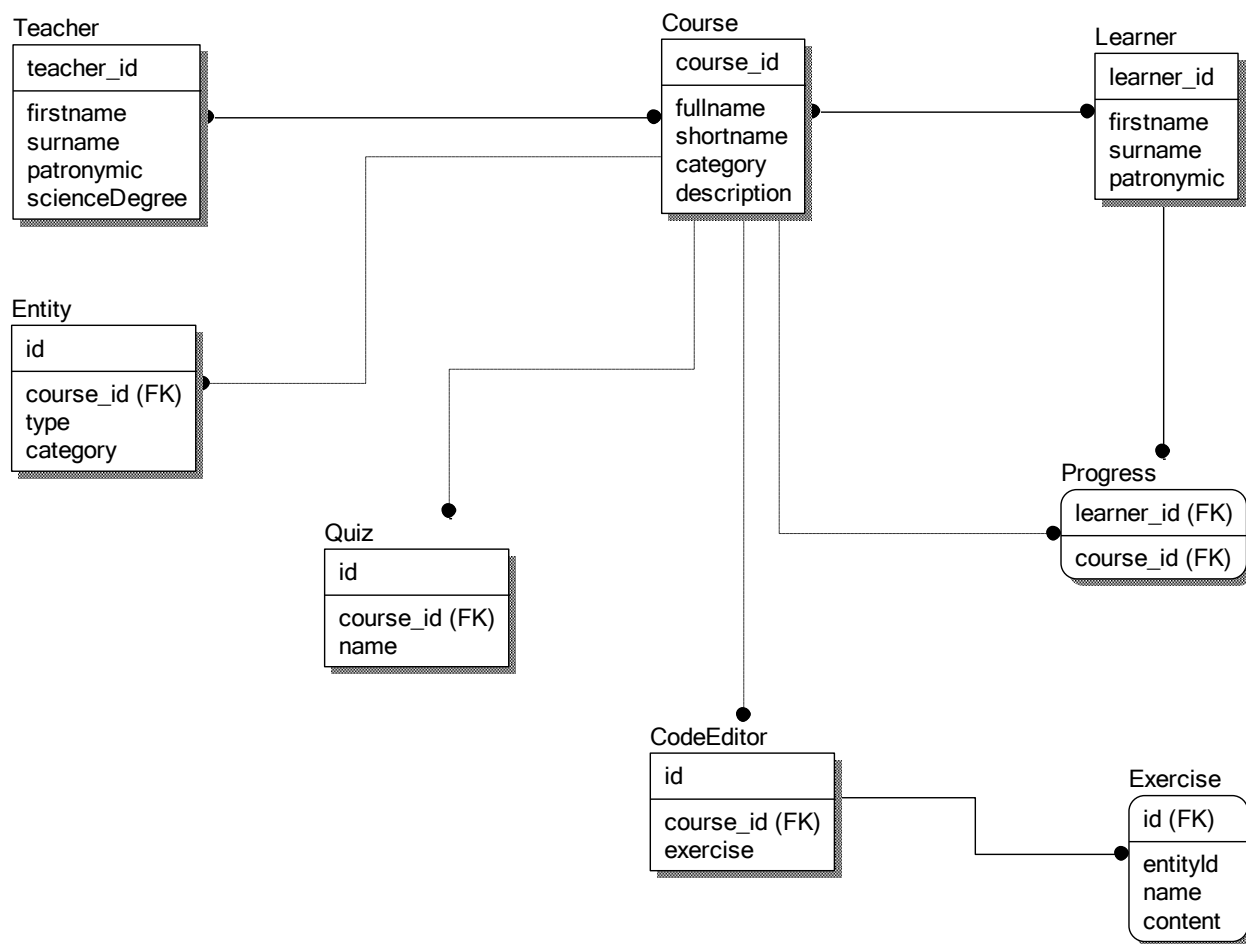 Teacher
teacher_id
firstname
surname
patronymic
scienceDegree
Course
course_id
fullname
shortname
category
description
Learner
learner_id
firstname
surname
patronymic
Entity
id
course_id (FK)
type
category
Quiz
id
course_id (FK)
name
Progress
learner_id (FK)
course_id (FK)
CodeEditor
id
course_id (FK)
exercise
Exercise
id (FK)
entityId
name
content